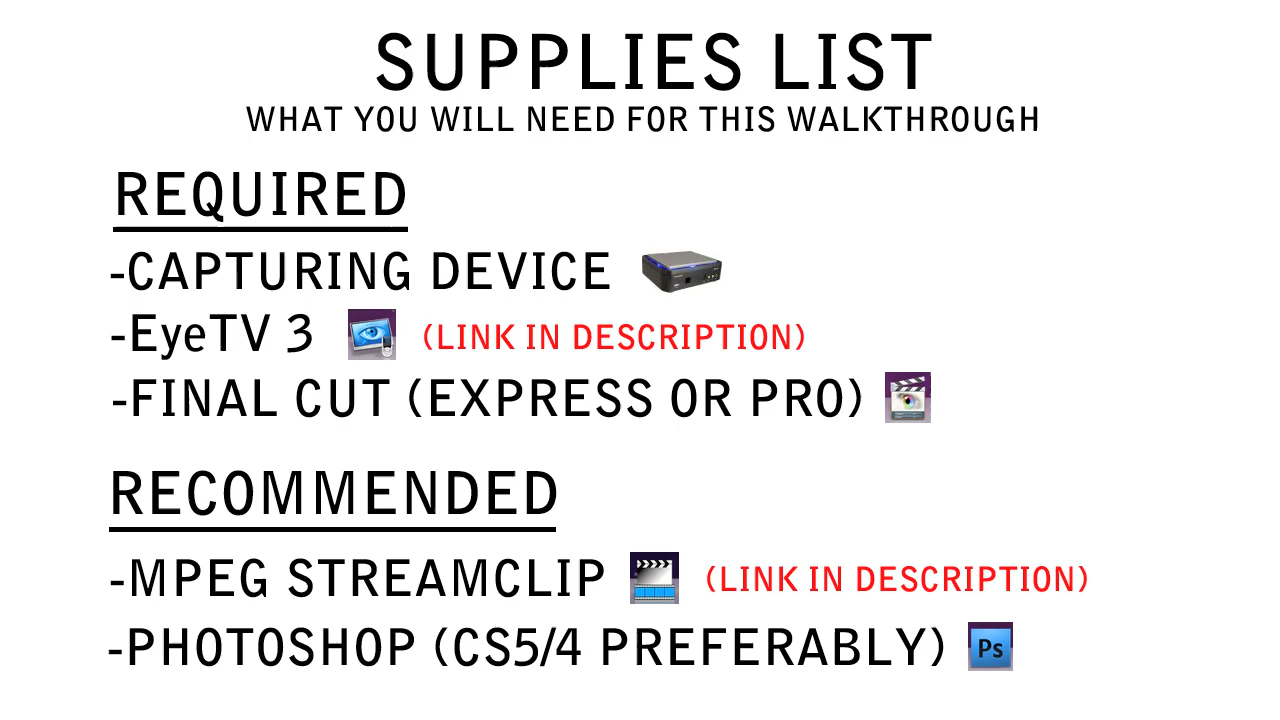 SUPPLIES LIST
WHAT YOU WILL NEED FOR THIS WALKTHROUGH
REQUIRED
-CAPTURING DEVICE
-EyeTV 3 (LINK IN DESCRIPTION)
-FINAL CUT (EXPRESS OR PRO)
RECOMMENDED
-MPEG STREAMCLIP (LINK IN DESCRIPTION)
-PHOTOSHOP (CS5/4 PREFERABLY) Ps